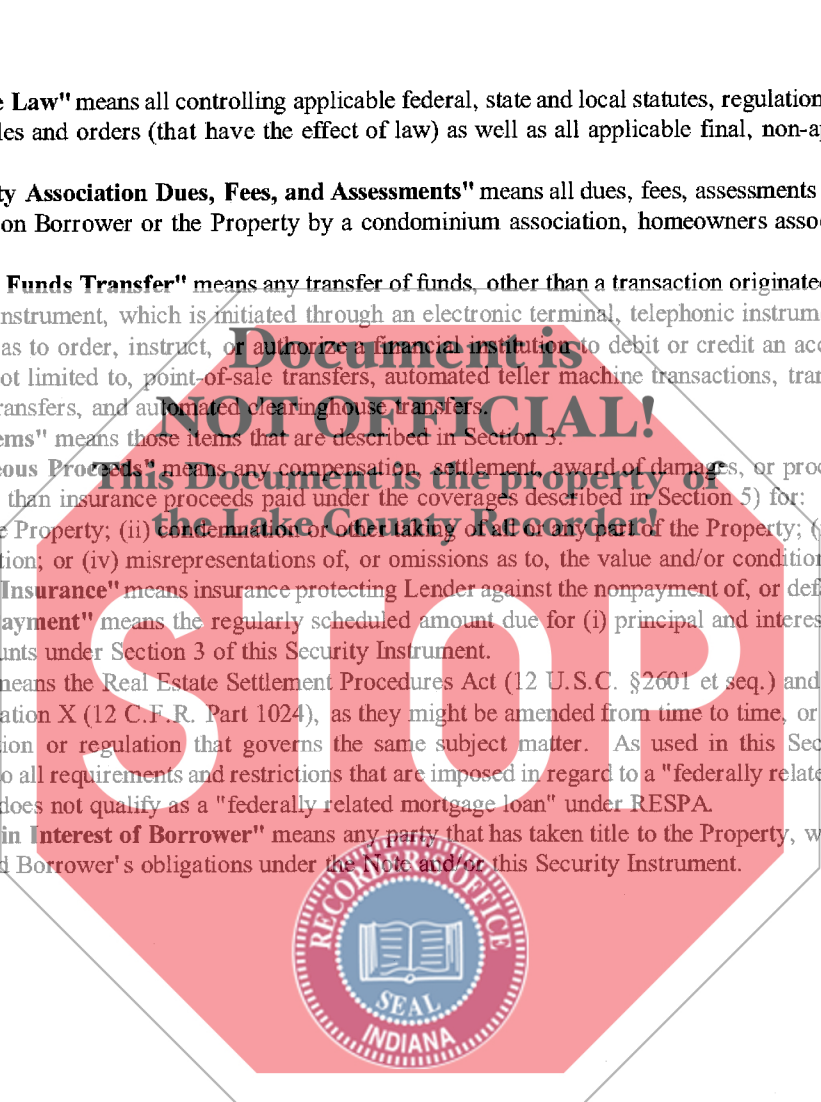 e Law" means all controlling applicable federal, state and local statutes, regulation
les and orders (that have the effect of law) as well as all applicable final, non-a
ty Association Dues, Fees, and Assessments" means all dues, fees, assessments
on Borrower or the Property by a condominium association, homeowners asso
Funds Transfer" means any transfer of funds, other than a transaction originate
nstrument, which is initiated through an electronic terminal, telephonic instrum
as to order, instruct, or authorize a financial institution to debit or credit an acc
Document is
ot limited to, point-of-sale transfers, automated teller machine transactions, tran
ransfers, and automated clearinghouse transfers.
NOT OFFICIAL!
ems" means those items that are described in Section 3.
eous Proceeds" means any compensation, settlement, award of damages, or proc
This Document is the property of
than insurance proceeds paid under the coverages described in Section 5) for:
e Property; (ii) condemnation or other taking of all or any part of the Property; (
the Lake County Recorder!
tion; or (iv) misrepresentations of, or omissions as to, the value and/or condition
Insurance" means insurance protecting Lender against the nonpayment of, or def
ayment" means the regularly scheduled amount due for (i) principal and interes
unts under Section 3 of this Security Instrument.
STOP
means the Real Estate Settlement Procedures Act (12 U.S.C. §2601 et seq.) and
ation X (12 C.F.R. Part 1024), as they might be amended from time to time, or
ion or regulation that governs the same subject matter. As used in this Sec
o all requirements and restrictions that are imposed in regard to a "federally relate
does not qualify as a "federally related mortgage loan" under RESPA.
in Interest of Borrower" means any party that has taken title to the Property, w
d Borrower's obligations under the Note and/or this Security Instrument.
RECORDER'S OFFICE
SEAL
INDIANA